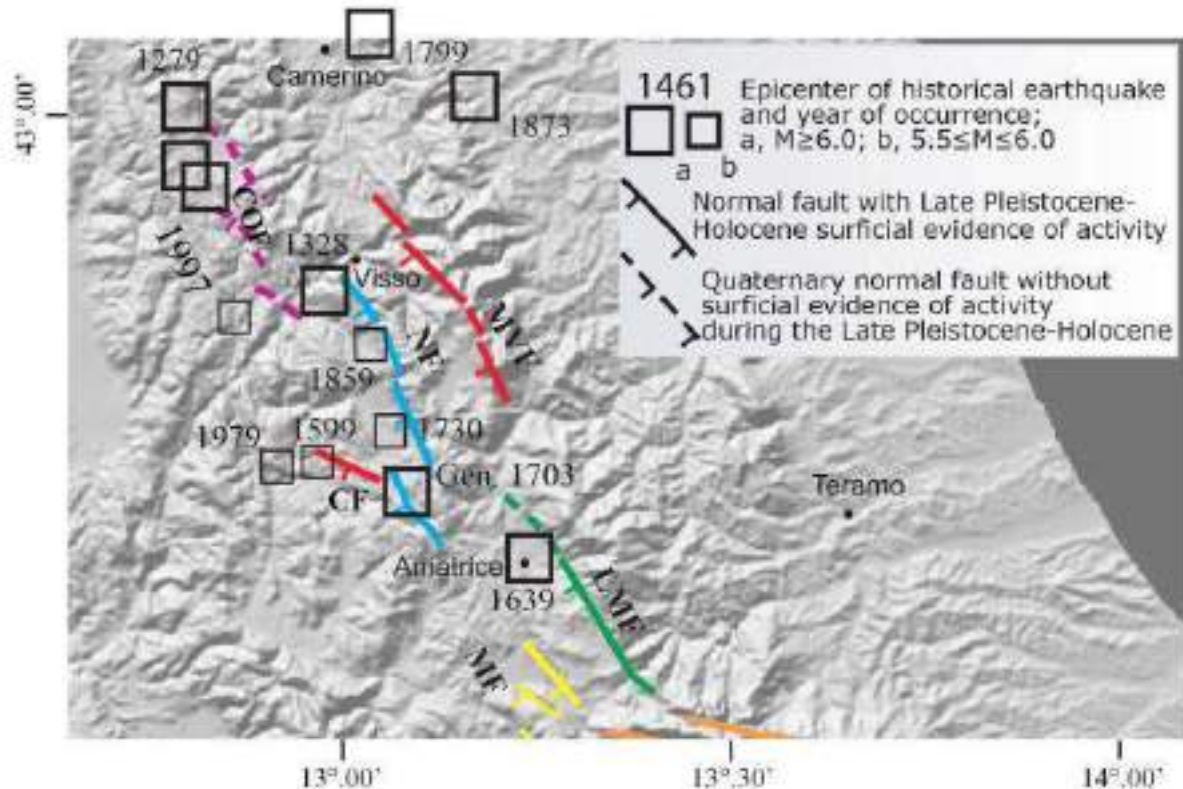 1279
1799
Camerino
1873
43°.00'
1461
Epicenter of historical earthquake
and year of occurrence;
a, M≥6.0; b, 5.5≤M≤6.0
a
b
Normal fault with Late Pleistocene-
Holocene surficial evidence of activity
Quaternary normal fault without
surficial evidence of activity
during the Late Pleistocene-Holocene
1997
1328
Visso
MVF
NF
1859
1979
1599
1730
CF
Gen. 1703
Teramo
Amatrice
1639
LMF
MF
13°.00'
13°.30'
14°.00'